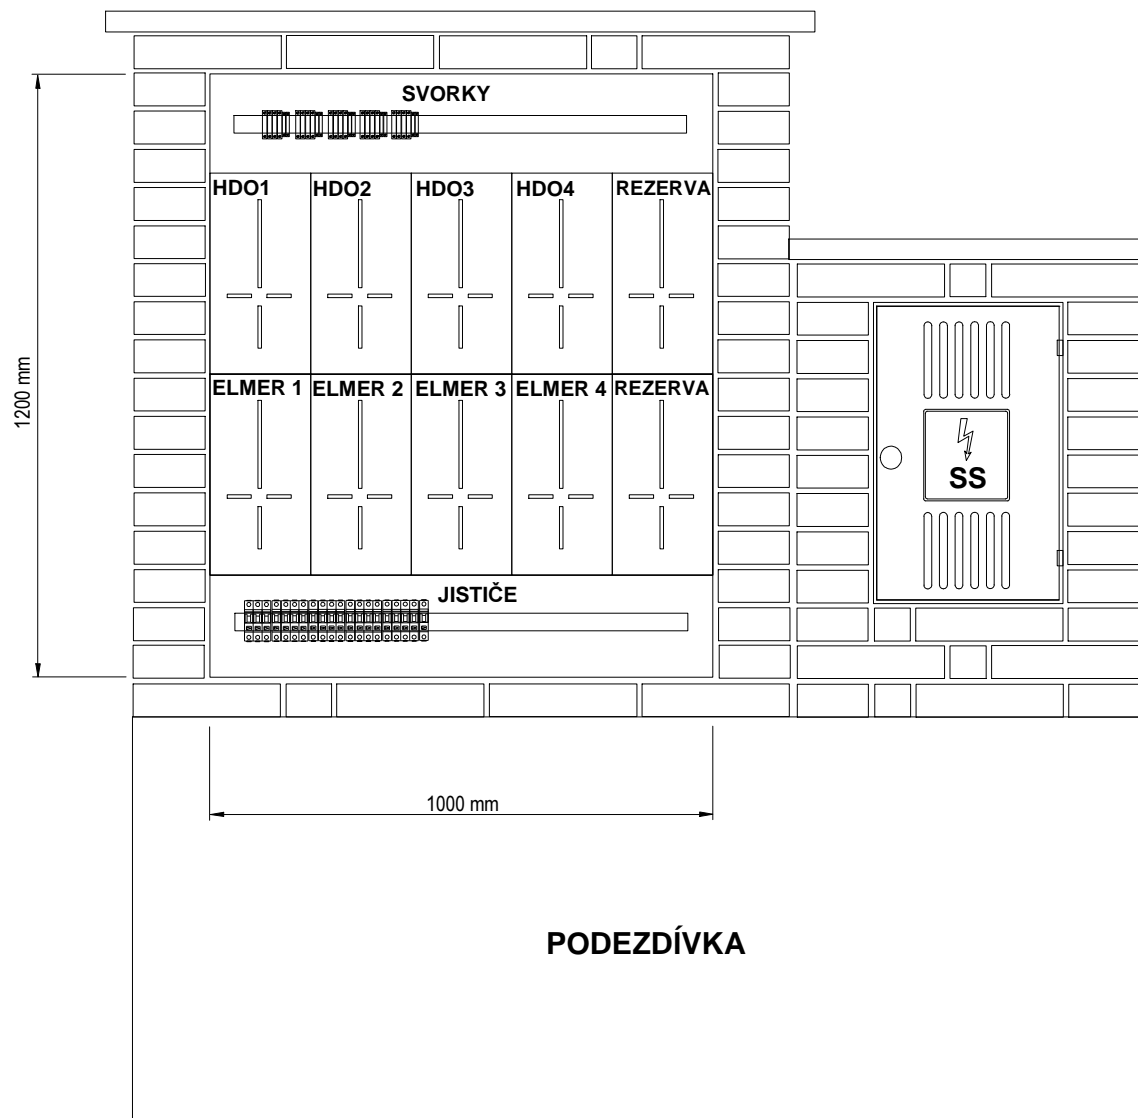 SVORKY
HDO1 HDO2 HDO3 HDO4 REZERVA
ELMER 1 ELMER 2 ELMER 3 ELMER 4 REZERVA
1200 mm
SS
JISTIČE
1000 mm
PODEZDÍVKA